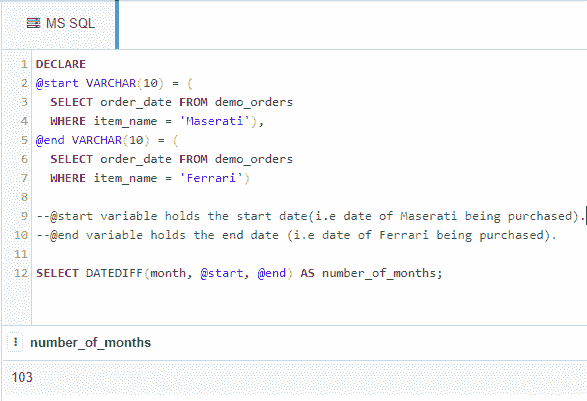 MS SQL
1 DECLARE
2 @start VARCHAR(10) = (
3 SELECT order_date FROM demo_orders
4 WHERE item_name = 'Maserati'),
5 @end VARCHAR(10) = (
6 SELECT order_date FROM demo_orders
7 WHERE item_name = 'Ferrari')
8
9 --@start variable holds the start date(i.e date of Maserati being purchased).
10 --@end variable holds the end date (i.e date of Ferrari being purchased).
11
12 SELECT DATEDIFF(month, @start, @end) AS number_of_months;
number_of_months
103